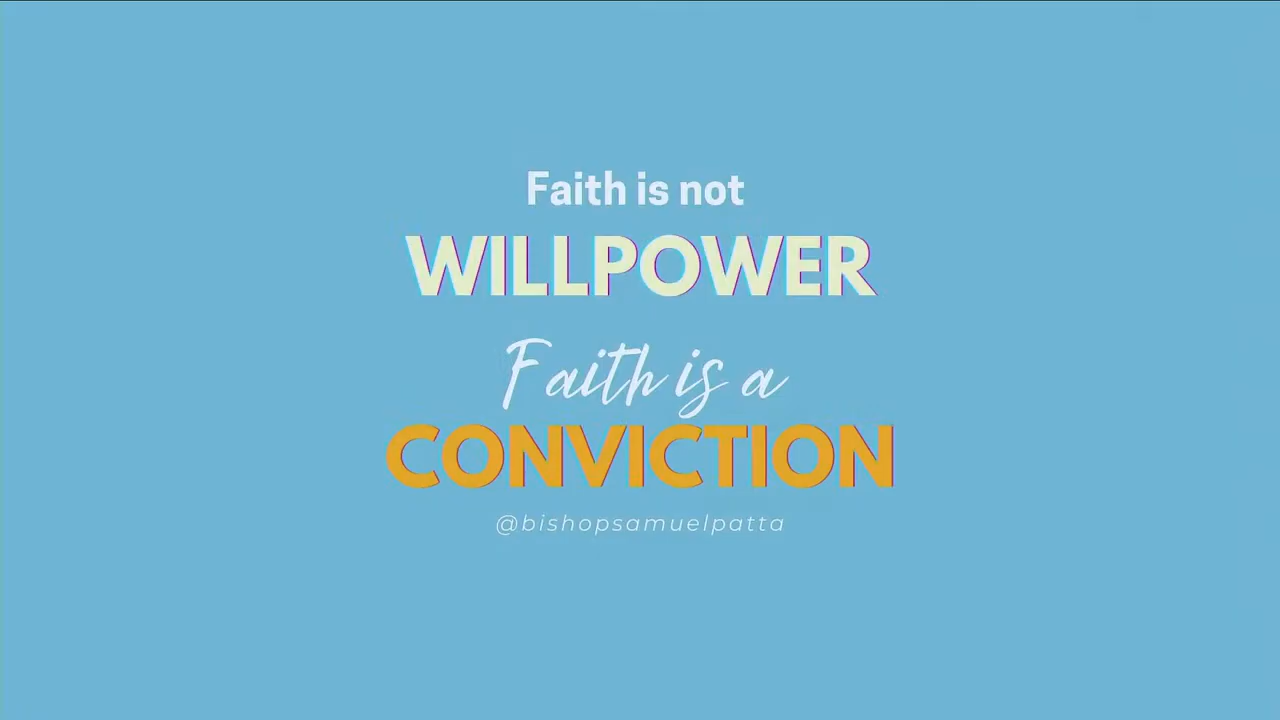 Faith is not
WILLPOWER
Faith is a
CONVICTION
@bishopsamuelpatta